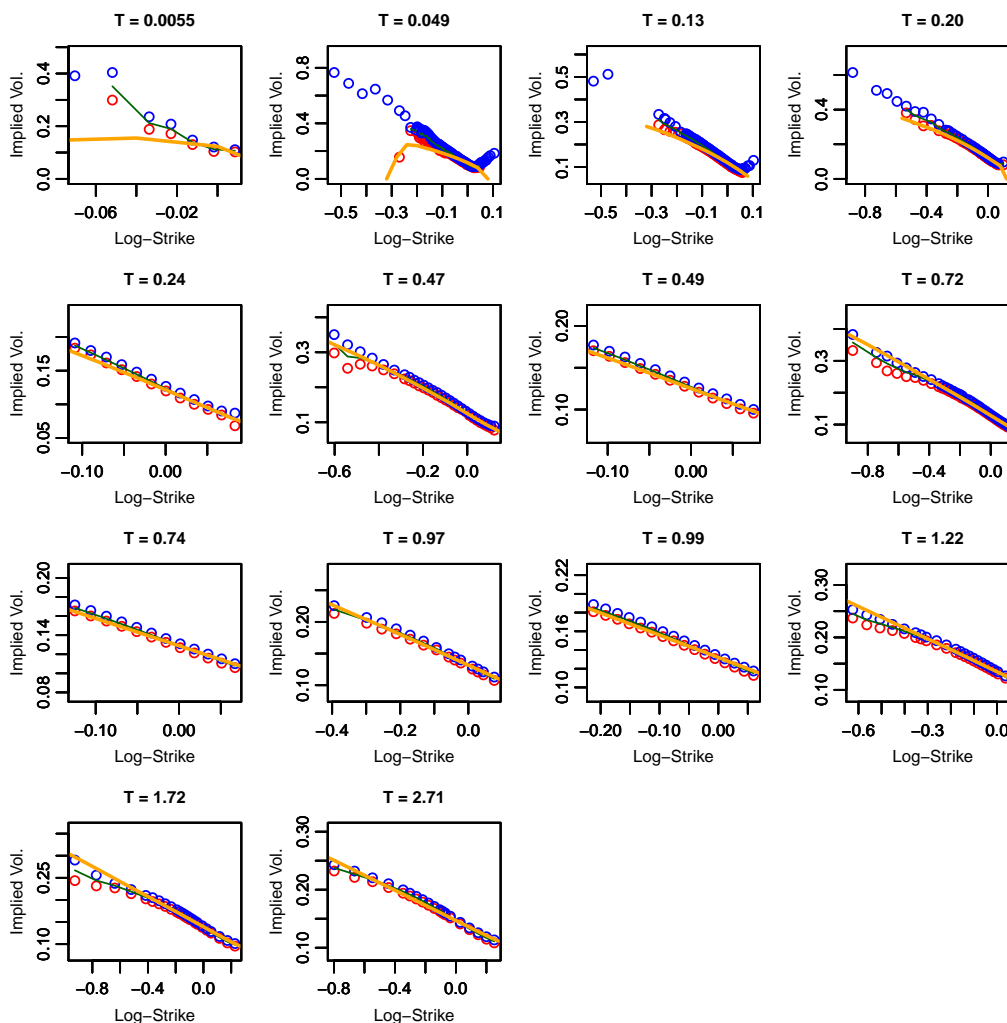 T = 0.0055
Implied Vol.
0.4
0.2
0.0
−0.06 −0.02
Log−Strike
T = 0.049
Implied Vol.
0.8
0.4
0.0
−0.5 −0.3 −0.1 0.1
Log−Strike
T = 0.13
Implied Vol.
0.5
0.3
0.1
−0.5 −0.3 −0.1 0.1
Log−Strike
T = 0.20
Implied Vol.
0.4
0.0
−0.8 −0.4 0.0
Log−Strike
T = 0.24
Implied Vol.
0.15
0.05
−0.10 0.00
Log−Strike
T = 0.47
Implied Vol.
0.3
0.1
−0.6 −0.2 0.0
Log−Strike
T = 0.49
Implied Vol.
0.20
0.10
−0.10 0.00
Log−Strike
T = 0.72
Implied Vol.
0.3
0.1
−0.8 −0.4 0.0
Log−Strike
T = 0.74
Implied Vol.
0.20
0.14
0.08
−0.10 0.00
Log−Strike
T = 0.97
Implied Vol.
0.20
0.10
−0.4 −0.2 0.0
Log−Strike
T = 0.99
Implied Vol.
0.22
0.16
0.10
−0.20 −0.10 0.00
Log−Strike
T = 1.22
Implied Vol.
0.30
0.20
0.10
−0.6 −0.3 0.0
Log−Strike
T = 1.72
Implied Vol.
0.25
0.10
−0.8 −0.4 0.0
Log−Strike
T = 2.71
Implied Vol.
0.30
0.20
0.10
−0.8 −0.4 0.0
Log−Strike